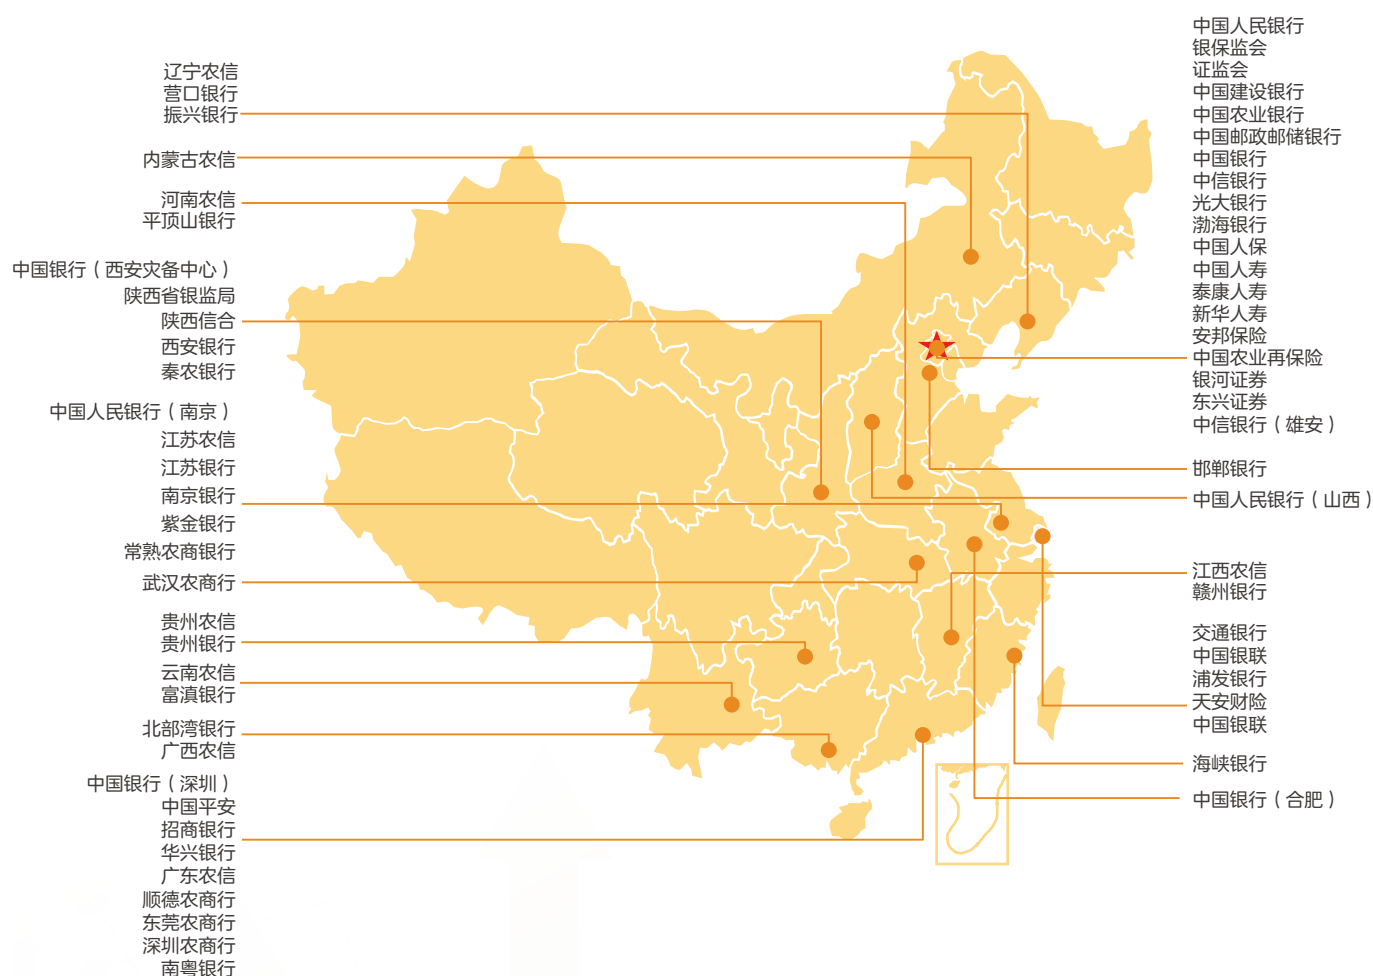 辽宁农信
营口银行
振兴银行
内蒙古农信
河南农信
平顶山银行
中国银行（西安灾备中心）
陕西省银监局
陕西信合
西安银行
秦农银行
中国人民银行（南京）
江苏农信
江苏银行
南京银行
紫金银行
常熟农商银行
武汉农商行
贵州农信
贵州银行
云南农信
富滇银行
北部湾银行
广西农信
中国银行（深圳）
中国平安
招商银行
华兴银行
广东农信
顺德农商行
东莞农商行
深圳农商行
南粤银行
中国人民银行
银保监会
证监会
中国建设银行
中国农业银行
中国邮政邮储银行
中国银行
中信银行
光大银行
渤海银行
中国人保
中国人寿
泰康人寿
新华人寿
安邦保险
中国农业再保险
银河证券
东兴证券
中信银行（雄安）
邯郸银行
中国人民银行（山西）
江西农信
赣州银行
交通银行
中国银联
浦发银行
天安财险
中国银联
海峡银行
中国银行（合肥）